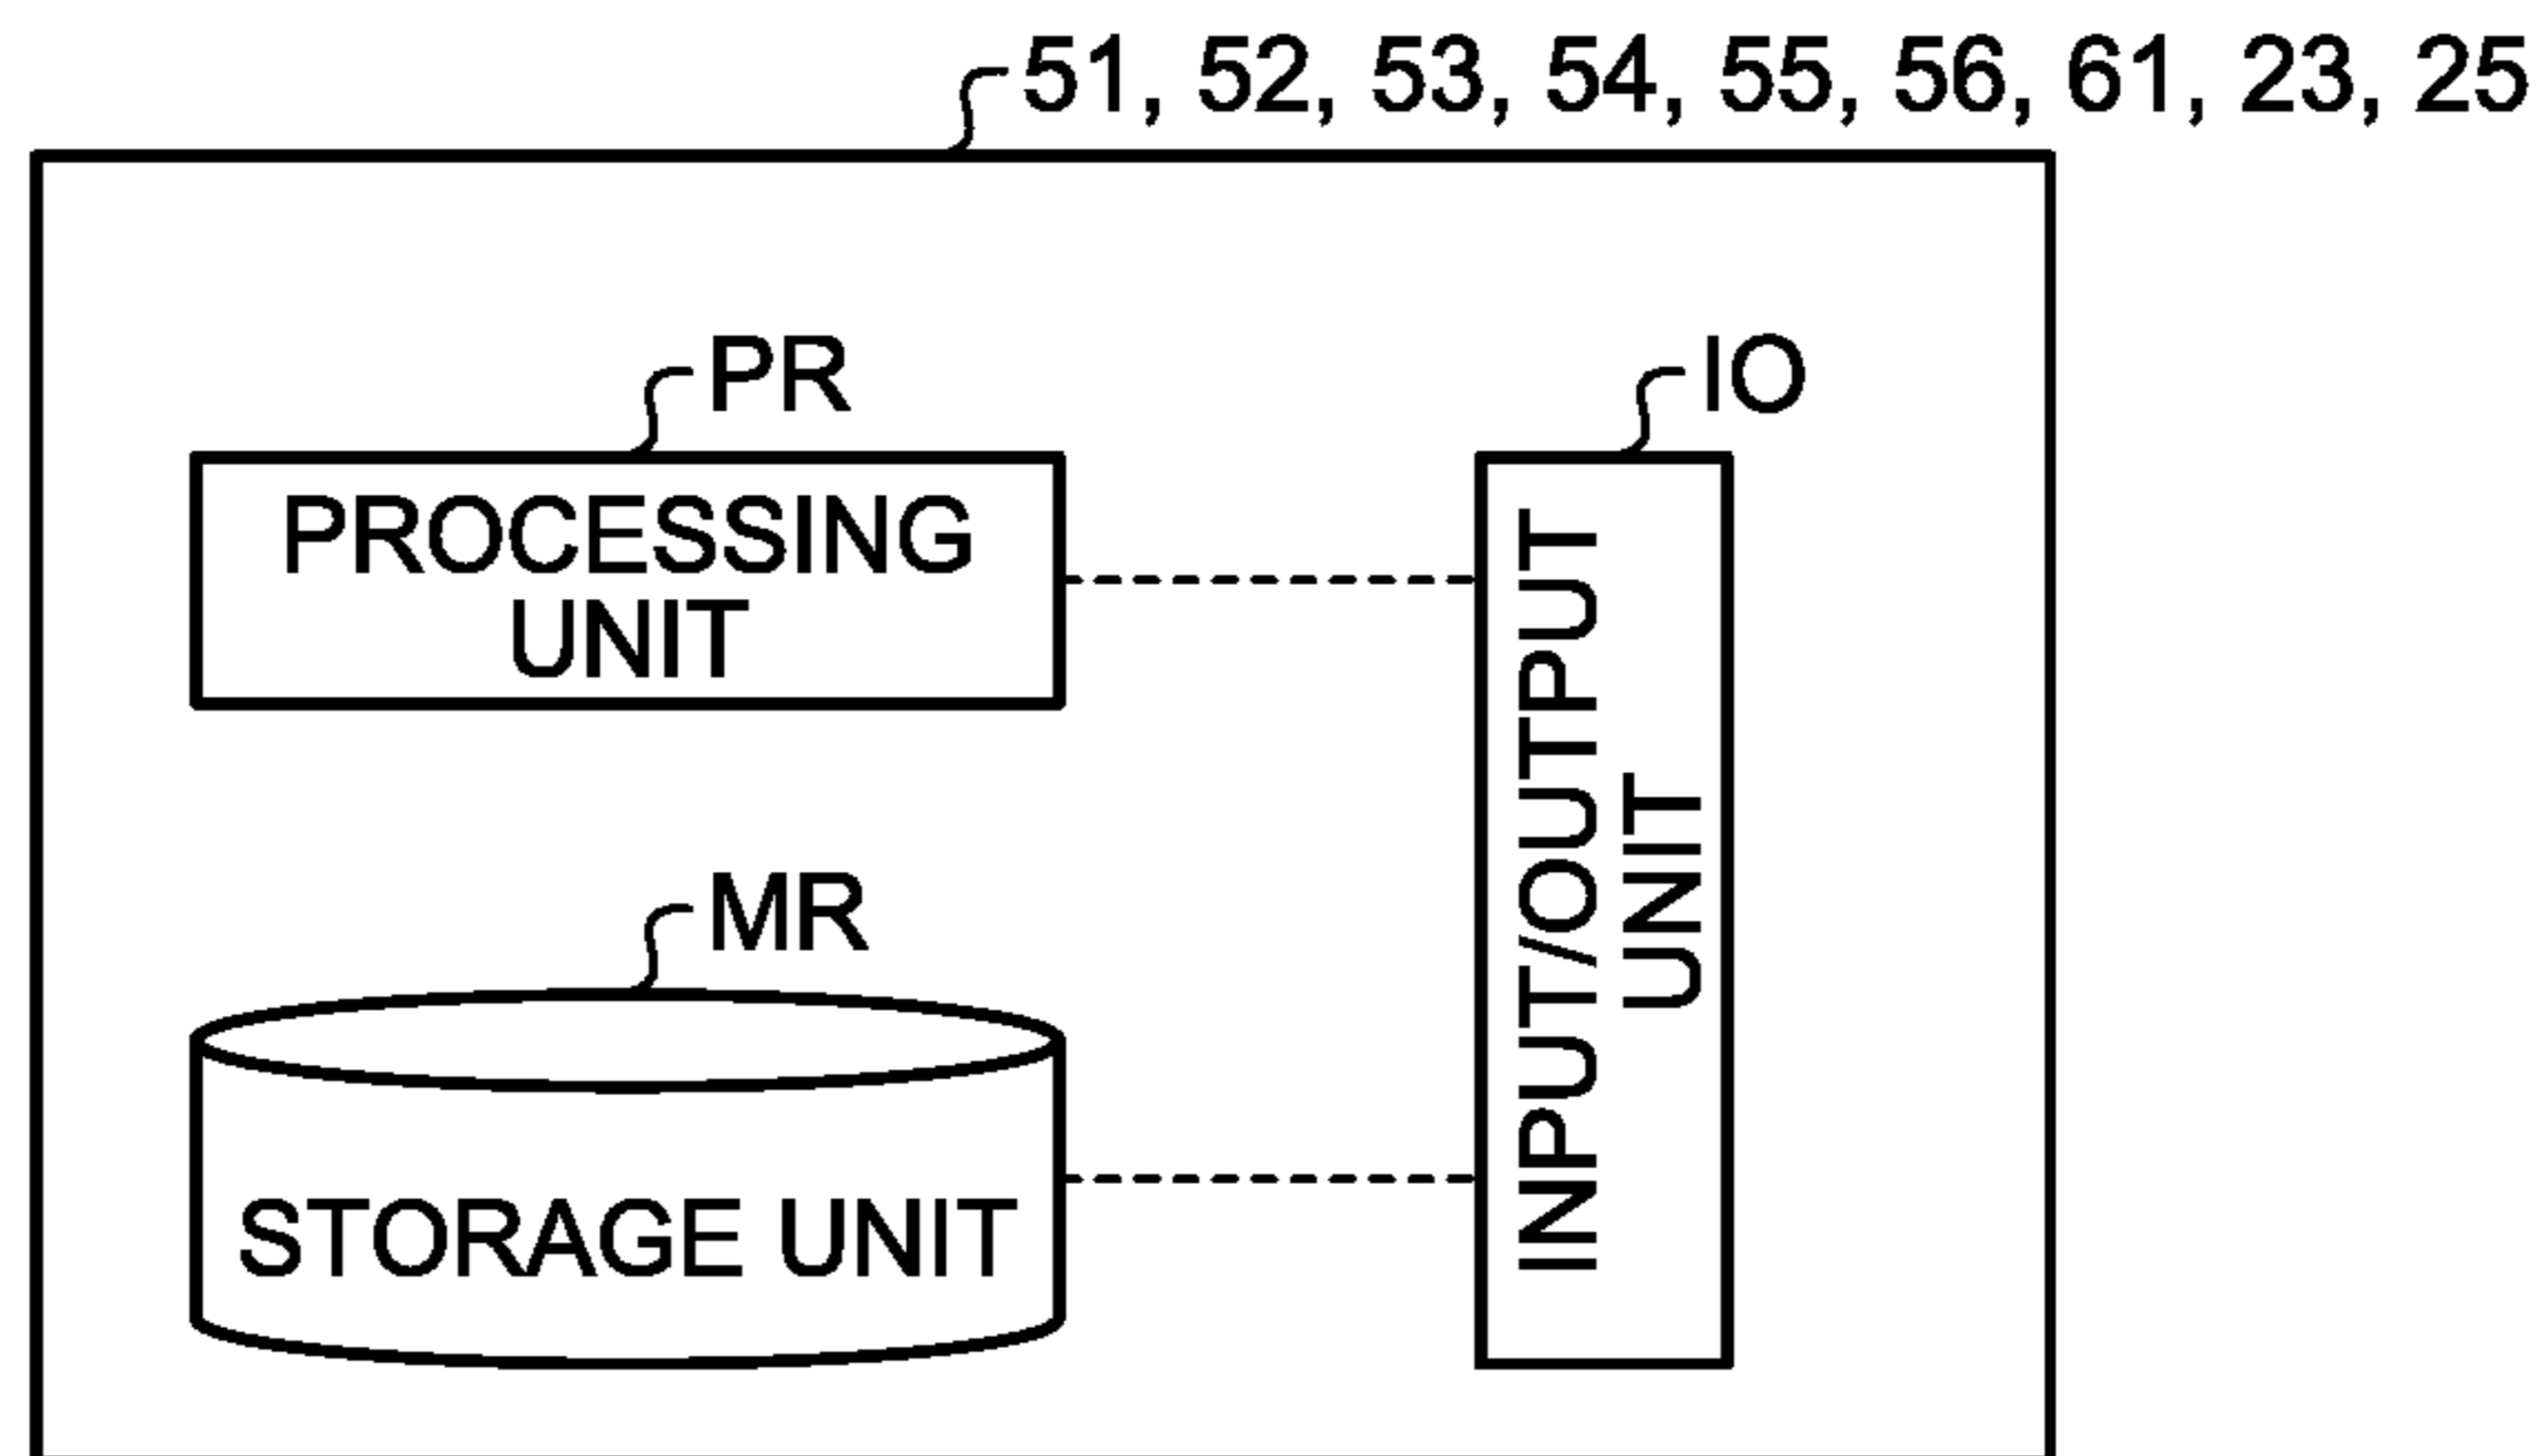 51, 52, 53, 54, 55, 56, 61, 23, 25
PR
PROCESSING
UNIT
IO
INPUT/OUTPUT
UNIT
MR
STORAGE UNIT